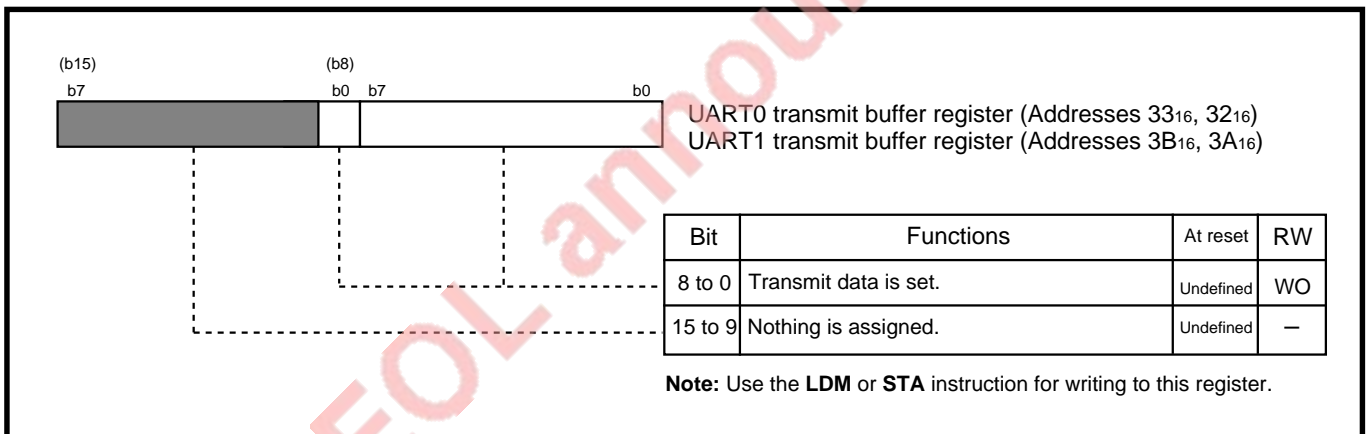 (b15) (b8)
b7 b0 b7 b0
UART0 transmit buffer register (Addresses 3316, 3216)
UART1 transmit buffer register (Addresses 3B16, 3A16)
Bit Functions At reset RW
8 to 0 Transmit data is set. Undefined WO
15 to 9 Nothing is assigned. Undefined –
Note: Use the LDM or STA instruction for writing to this register.
EOL announ